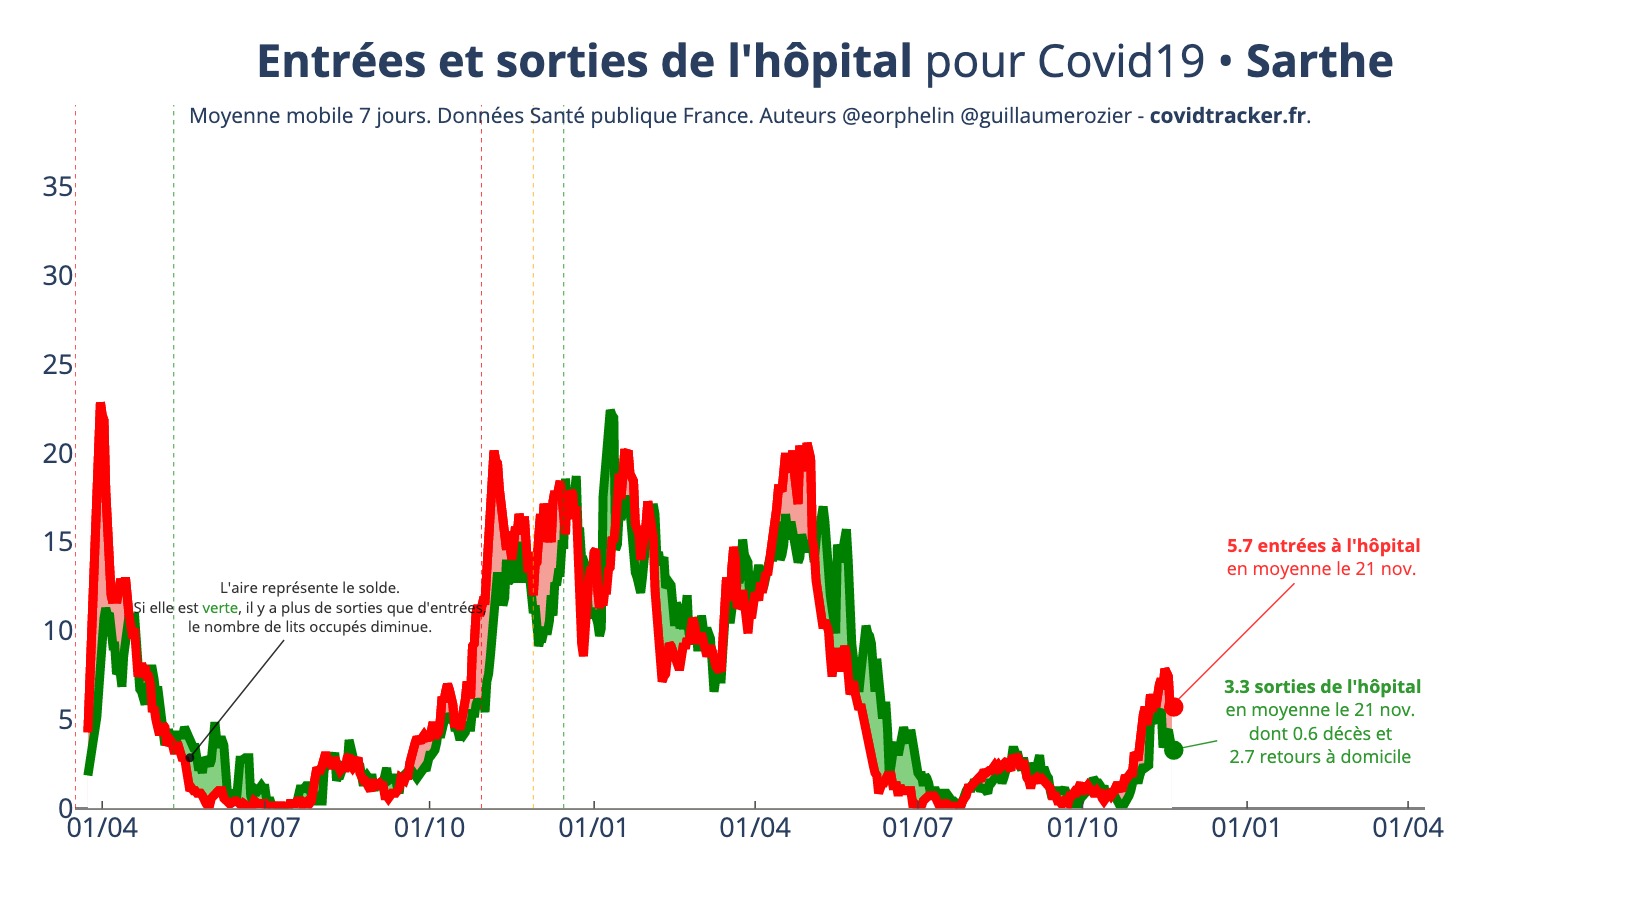 Entrées et sorties de l'hôpital pour Covid19 • Sarthe
Moyenne mobile 7 jours. Données Santé publique France. Auteurs @eorphelin @guillaumerozier - covidtracker.fr.
35
30
25
20
15
10
5
0
L'aire représente le solde.
Si elle est verte, il y a plus de sorties que d'entrées,
le nombre de lits occupés diminue.
5.7 entrées à l'hôpital
en moyenne le 21 nov.
3.3 sorties de l'hôpital
en moyenne le 21 nov.
dont 0.6 décès et
2.7 retours à domicile
01/04 01/07 01/10 01/01 01/04 01/07 01/10 01/01 01/04